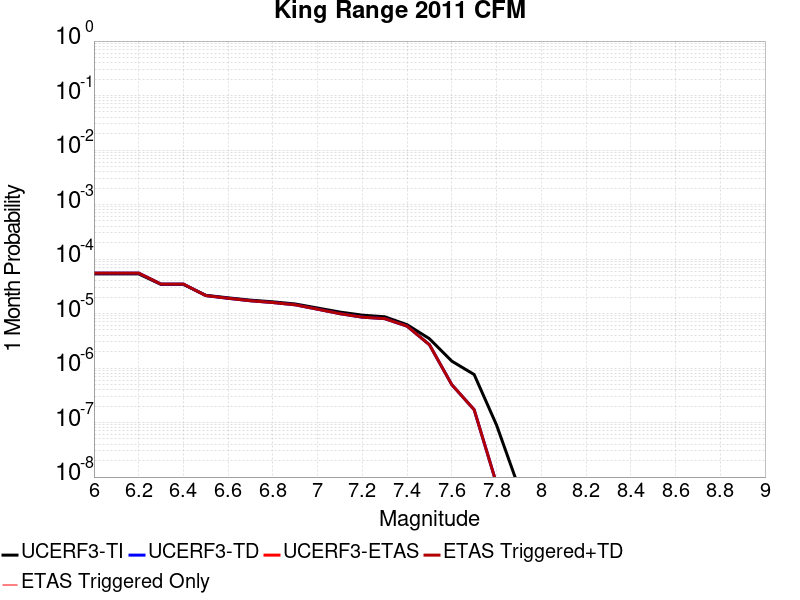 King Range 2011 CFM
10^0
10^-1
10^-2
10^-3
10^-4
10^-5
10^-6
10^-7
10^-8
1 Month Probability
6 6.2 6.4 6.6 6.8 7 7.2 7.4 7.6 7.8 8 8.2 8.4 8.6 8.8 9
Magnitude
UCERF3-TI UCERF3-TD UCERF3-ETAS ETAS Triggered+TD
ETAS Triggered Only